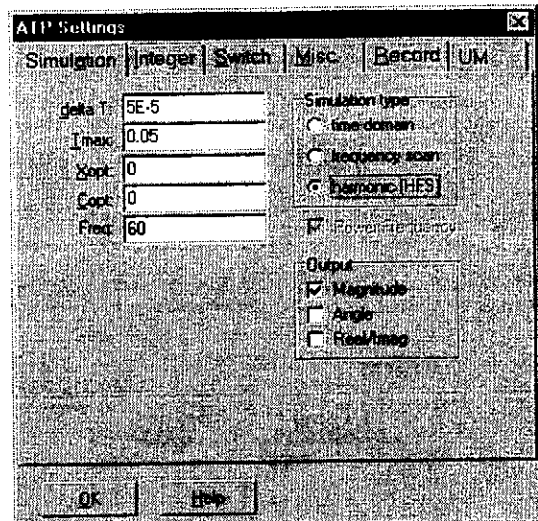 ATP Settings
Simulation Integer Switch Misc. Record UM
delta T: 5E-5
Tmax: 0.05
Xopt: 0
Copt: 0
Freq: 60
Simulation type
time domain
frequency scan
harmonic (HFS)
Power Frequency
Output
Magnitude
Angle
Real/Imag
OK Help